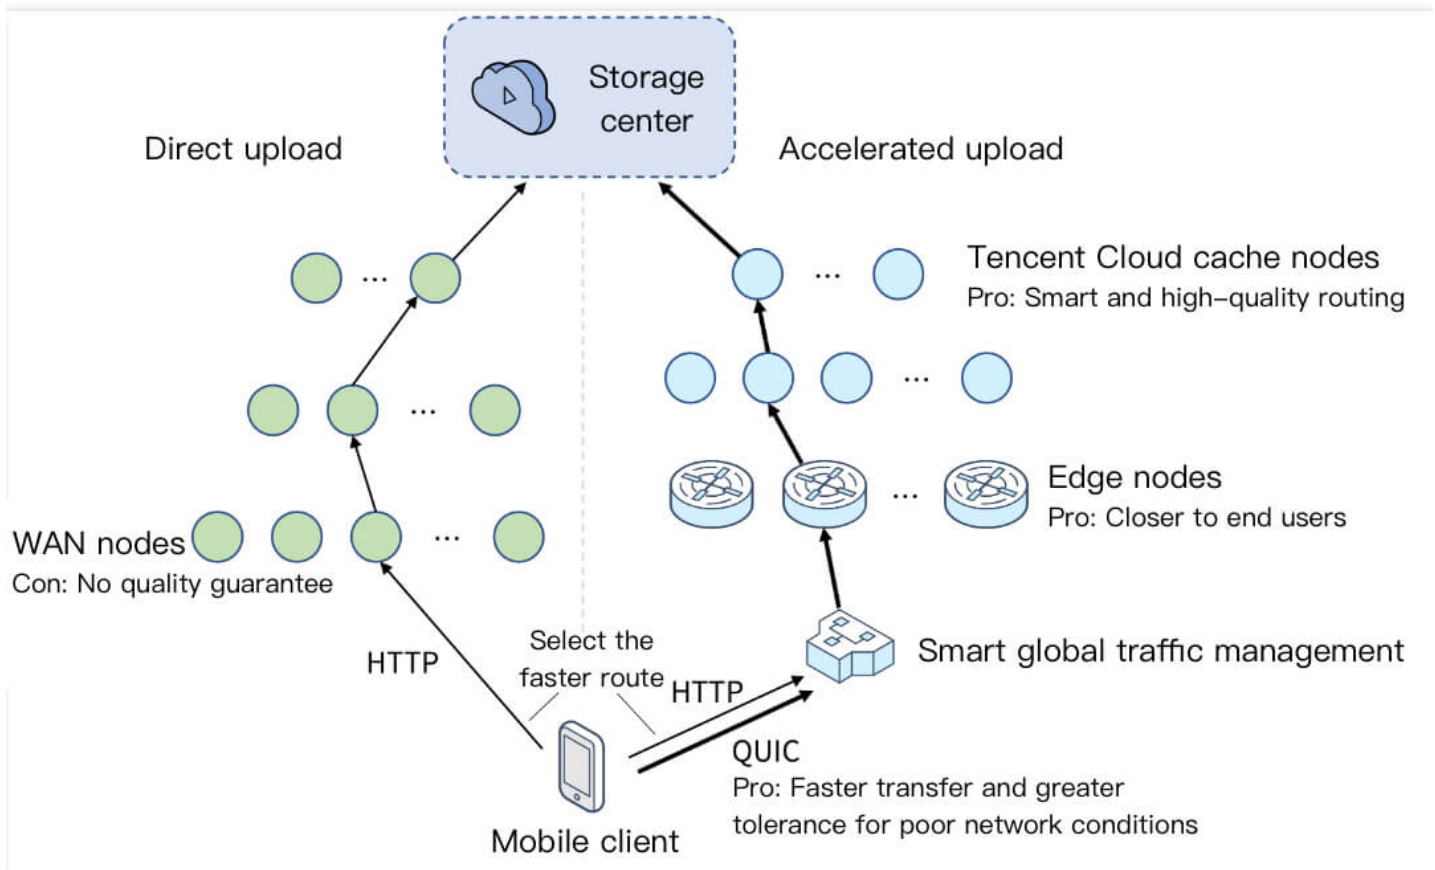 Storage
center
Direct upload
Accelerated upload
...
...
Tencent Cloud cache nodes
Pro: Smart and high-quality routing
...
...
...
Edge nodes
Pro: Closer to end users
WAN nodes
...
Con: No quality guarantee
Select the
faster route
HTTP
HTTP
Smart global traffic management
QUIC
Pro: Faster transfer and greater
tolerance for poor network conditions
Mobile client